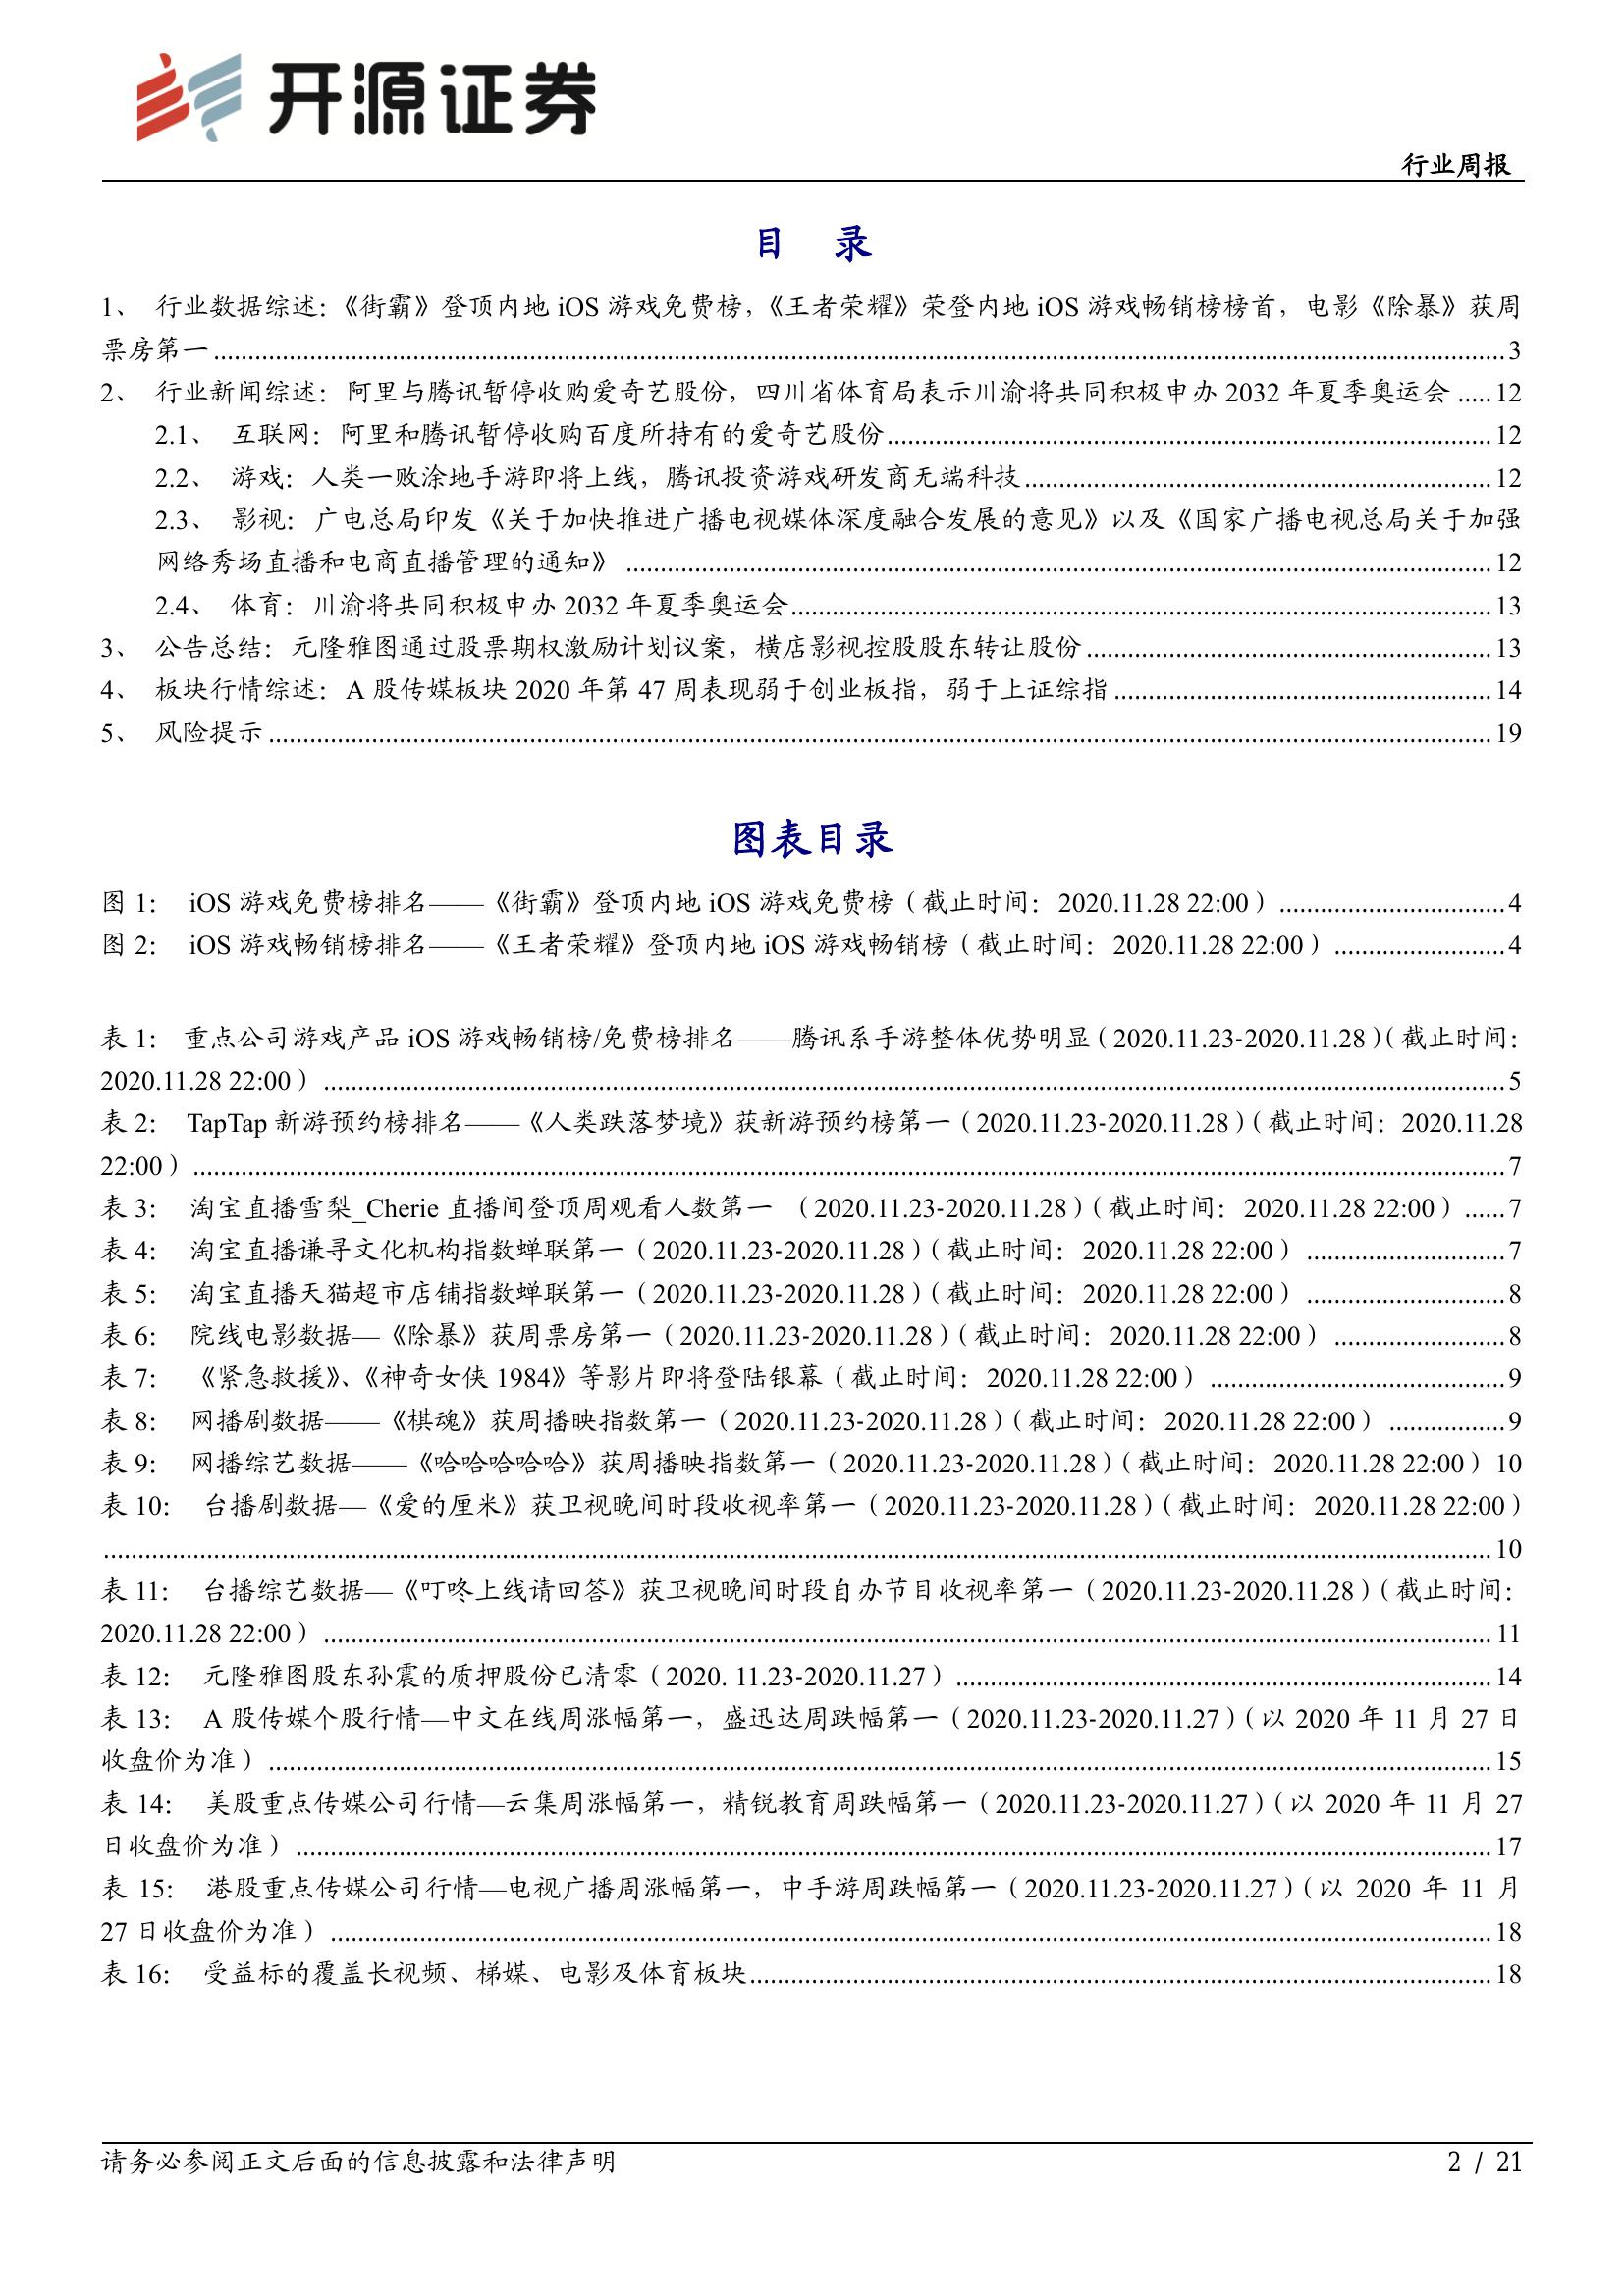 开源证券
行业周报
目 录
1、 行业数据综述：《街霸》登顶内地 iOS 游戏免费榜，《王者荣耀》荣登内地 iOS 游戏畅销榜榜首，电影《除暴》获周
票房第一 ........ 3
2、 行业新闻综述：阿里与腾讯暂停收购爱奇艺股份，四川省体育局表示川渝将共同积极申办 2032 年夏季奥运会 ..... 12
2.1、 互联网：阿里和腾讯暂停收购百度所持有的爱奇艺股份 ........ 12
2.2、 游戏：人类一败涂地手游即将上线，腾讯投资游戏研发商无端科技 ........ 12
2.3、 影视：广电总局印发《关于加快推进广播电视媒体深度融合发展的意见》以及《国家广播电视总局关于加强
网络秀场直播和电商直播管理的通知》 ........ 12
2.4、 体育：川渝将共同积极申办 2032 年夏季奥运会 ........ 13
3、 公告总结：元隆雅图通过股票期权激励计划议案，横店影视控股股东转让股份 ........ 13
4、 板块行情综述：A 股传媒板块 2020 年第 47 周表现弱于创业板指，弱于上证综指 ........ 14
5、 风险提示 ........ 19
图表目录
图 1： iOS 游戏免费榜排名——《街霸》登顶内地 iOS 游戏免费榜（截止时间：2020.11.28 22:00） ........ 4
图 2： iOS 游戏畅销榜排名——《王者荣耀》登顶内地 iOS 游戏畅销榜（截止时间：2020.11.28 22:00） ........ 4
表 1： 重点公司游戏产品 iOS 游戏畅销榜/免费榜排名——腾讯系手游整体优势明显（2020.11.23-2020.11.28）（截止时间：
2020.11.28 22:00） ........ 5
表 2： TapTap 新游预约榜排名——《人类跌落梦境》获新游预约榜第一（2020.11.23-2020.11.28）（截止时间：2020.11.28
22:00） ........ 7
表 3： 淘宝直播雪梨_Cherie 直播间登顶周观看人数第一 （2020.11.23-2020.11.28）（截止时间：2020.11.28 22:00） ...... 7
表 4： 淘宝直播谦寻文化机构指数蝉联第一（2020.11.23-2020.11.28）（截止时间：2020.11.28 22:00） ........ 7
表 5： 淘宝直播天猫超市店铺指数蝉联第一（2020.11.23-2020.11.28）（截止时间：2020.11.28 22:00） ........ 8
表 6： 院线电影数据—《除暴》获周票房第一（2020.11.23-2020.11.28）（截止时间：2020.11.28 22:00） ........ 8
表 7： 《紧急救援》、《神奇女侠 1984》等影片即将登陆银幕（截止时间：2020.11.28 22:00） ........ 9
表 8： 网播剧数据——《棋魂》获周播映指数第一（2020.11.23-2020.11.28）（截止时间：2020.11.28 22:00） ........ 9
表 9： 网播综艺数据——《哈哈哈哈哈》获周播映指数第一（2020.11.23-2020.11.28）（截止时间：2020.11.28 22:00） 10
表 10： 台播剧数据—《爱的厘米》获卫视晚间时段收视率第一（2020.11.23-2020.11.28）（截止时间：2020.11.28 22:00）
........ 10
表 11： 台播综艺数据—《叮咚上线请回答》获卫视晚间时段自办节目收视率第一（2020.11.23-2020.11.28）（截止时间：
2020.11.28 22:00） ........ 11
表 12： 元隆雅图股东孙震的质押股份已清零（2020. 11.23-2020.11.27） ........ 14
表 13： A 股传媒个股行情—中文在线周涨幅第一，盛迅达周跌幅第一（2020.11.23-2020.11.27）（以 2020 年 11 月 27 日
收盘价为准） ........ 15
表 14： 美股重点传媒公司行情—云集周涨幅第一，精锐教育周跌幅第一（2020.11.23-2020.11.27）（以 2020 年 11 月 27
日收盘价为准） ........ 17
表 15： 港股重点传媒公司行情—电视广播周涨幅第一，中手游周跌幅第一（2020.11.23-2020.11.27）（以 2020 年 11 月
27 日收盘价为准） ........ 18
表 16： 受益标的覆盖长视频、梯媒、电影及体育板块 ........ 18
请务必参阅正文后面的信息披露和法律声明
2 / 21